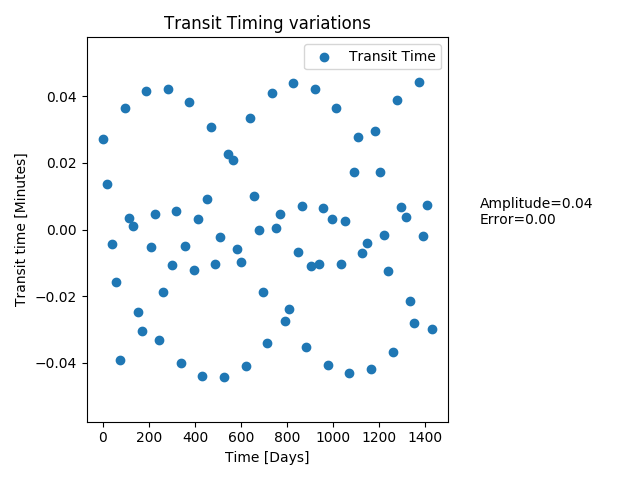 Transit Timing variations
Transit Time
0.04
0.02
0.00
−0.02
−0.04
Transit time [Minutes]
0 200 400 600 800 1000 1200 1400
Time [Days]
Amplitude=0.04
Error=0.00